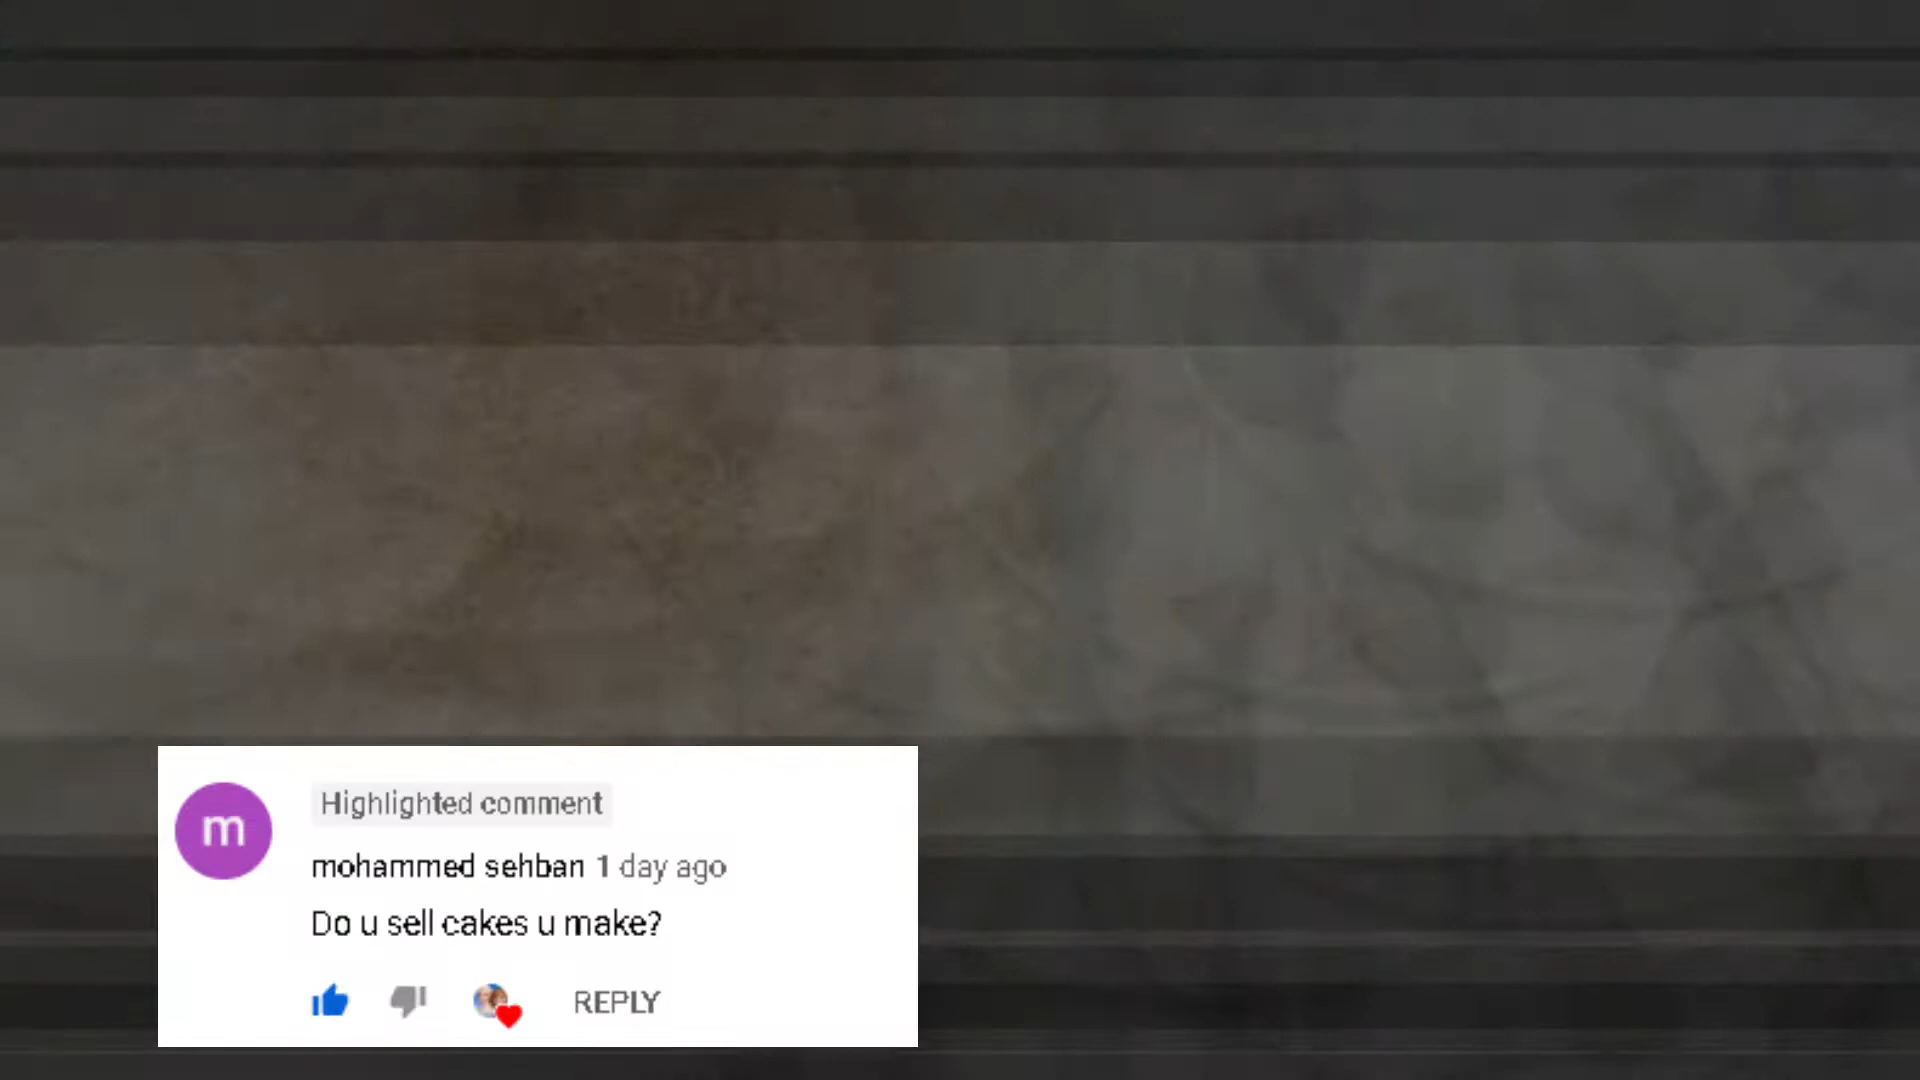 m
Highlighted comment
mohammed sehban 1 day ago
Do u sell cakes u make?
REPLY